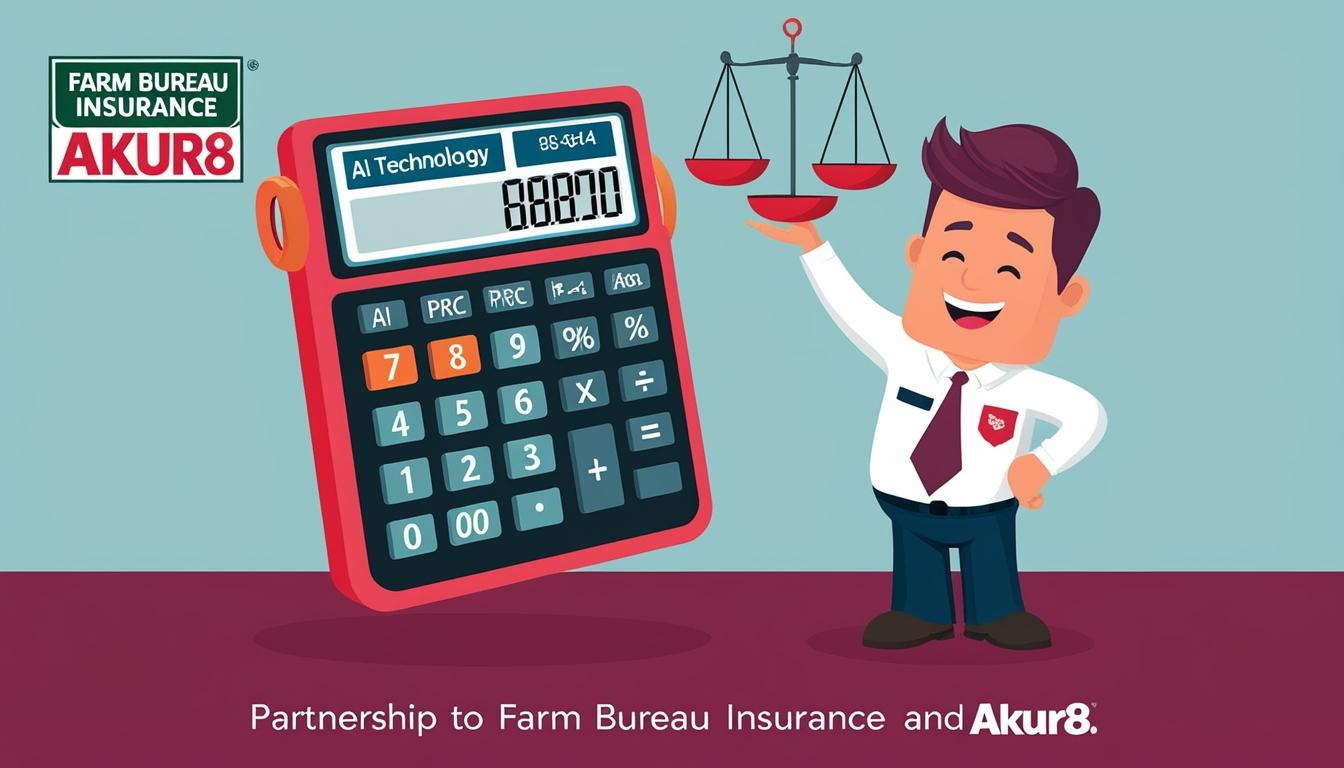 FARM BUREAU
INSURANCE
AKUR8
AI Technology
AI PRC
7 8 9 % %
4 5 6 x ÷
1 2 3 + =
0 00 .
Partnership to Farm Bureau Insurance and Akur8.